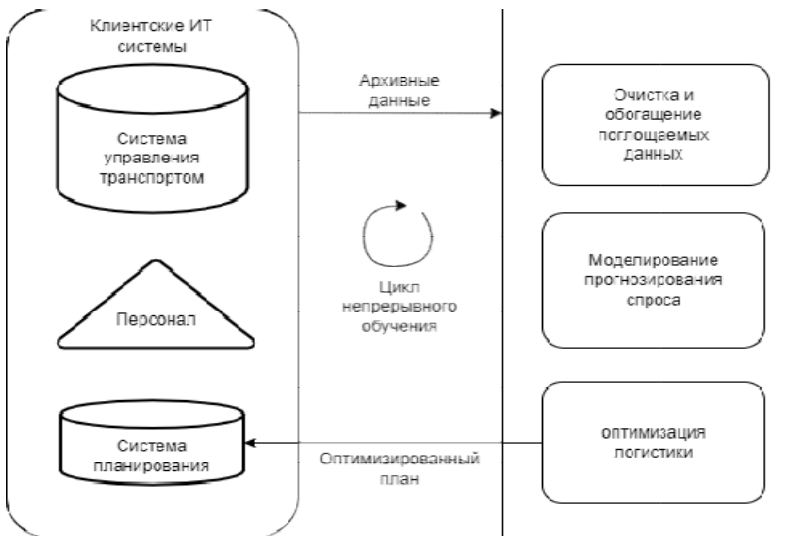 Клиентские ИТ
системы
Система
управления
транспортом
Персонал
Система
планирования
Архивные
данные
Цикл
непрерывного
обучения
Оптимизированный
план
Очистка и
обогащение
поглощаемых
данных
Моделирование
прогнозирования
спроса
оптимизация
логистики